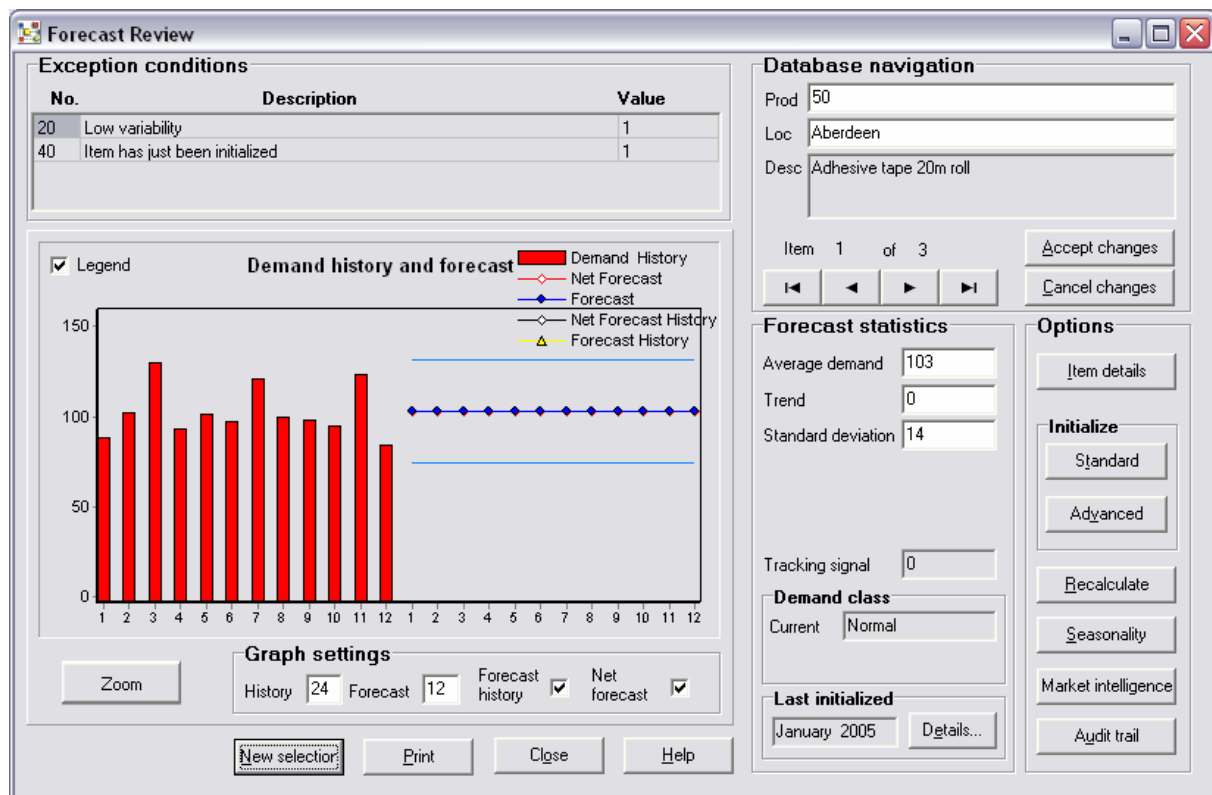 Forecast Review
Exception conditions
No. Description Value
20 Low variability 1
40 Item has just been initialized 1
Database navigation
Prod 50
Loc Aberdeen
Desc Adhesive tape 20m roll
Item 1 of 3
Accept changes
Cancel changes
Legend
Demand history and forecast
Demand History
Net Forecast
Forecast
Net Forecast History
Forecast History
150
100
50
0
1 2 3 4 5 6 7 8 9 10 11 12 1 2 3 4 5 6 7 8 9 10 11 12
Zoom
Graph settings
History 24 Forecast 12 Forecast history Net forecast
New selection Print Close Help
Forecast statistics
Average demand 103
Trend 0
Standard deviation 14
Tracking signal 0
Demand class
Current Normal
Last initialized
January 2005 Details...
Options
Item details
Initialize
Standard
Advanced
Recalculate
Seasonality
Market intelligence
Audit trail